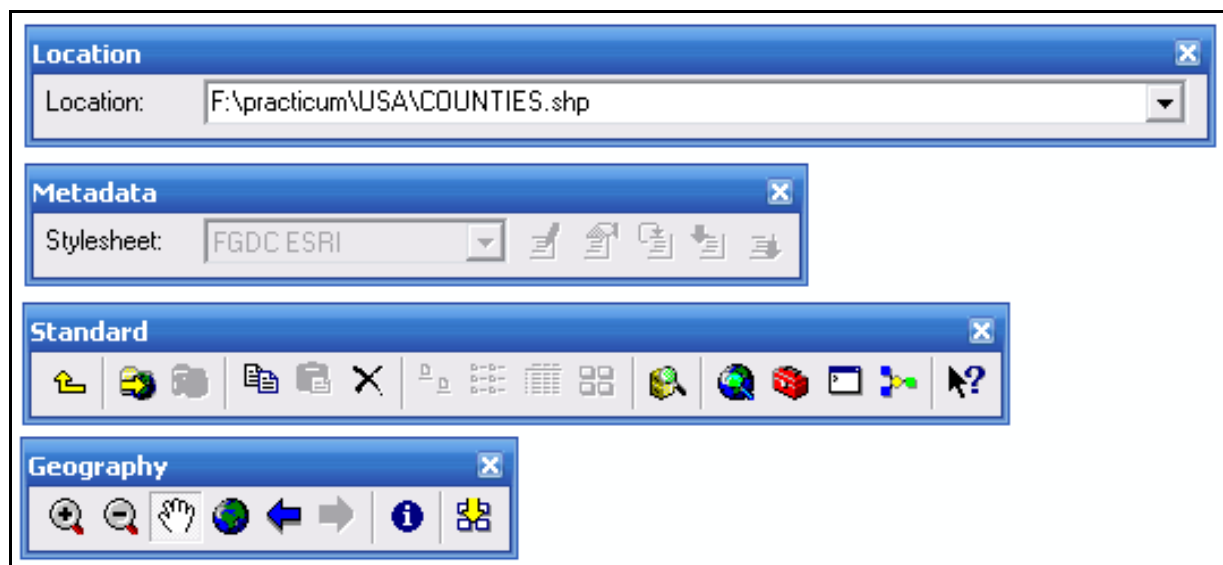 Location
Location: F:\practicum\USA\COUNTIES.shp
Metadata
Stylesheet: FGDC ESRI
Standard
Geography